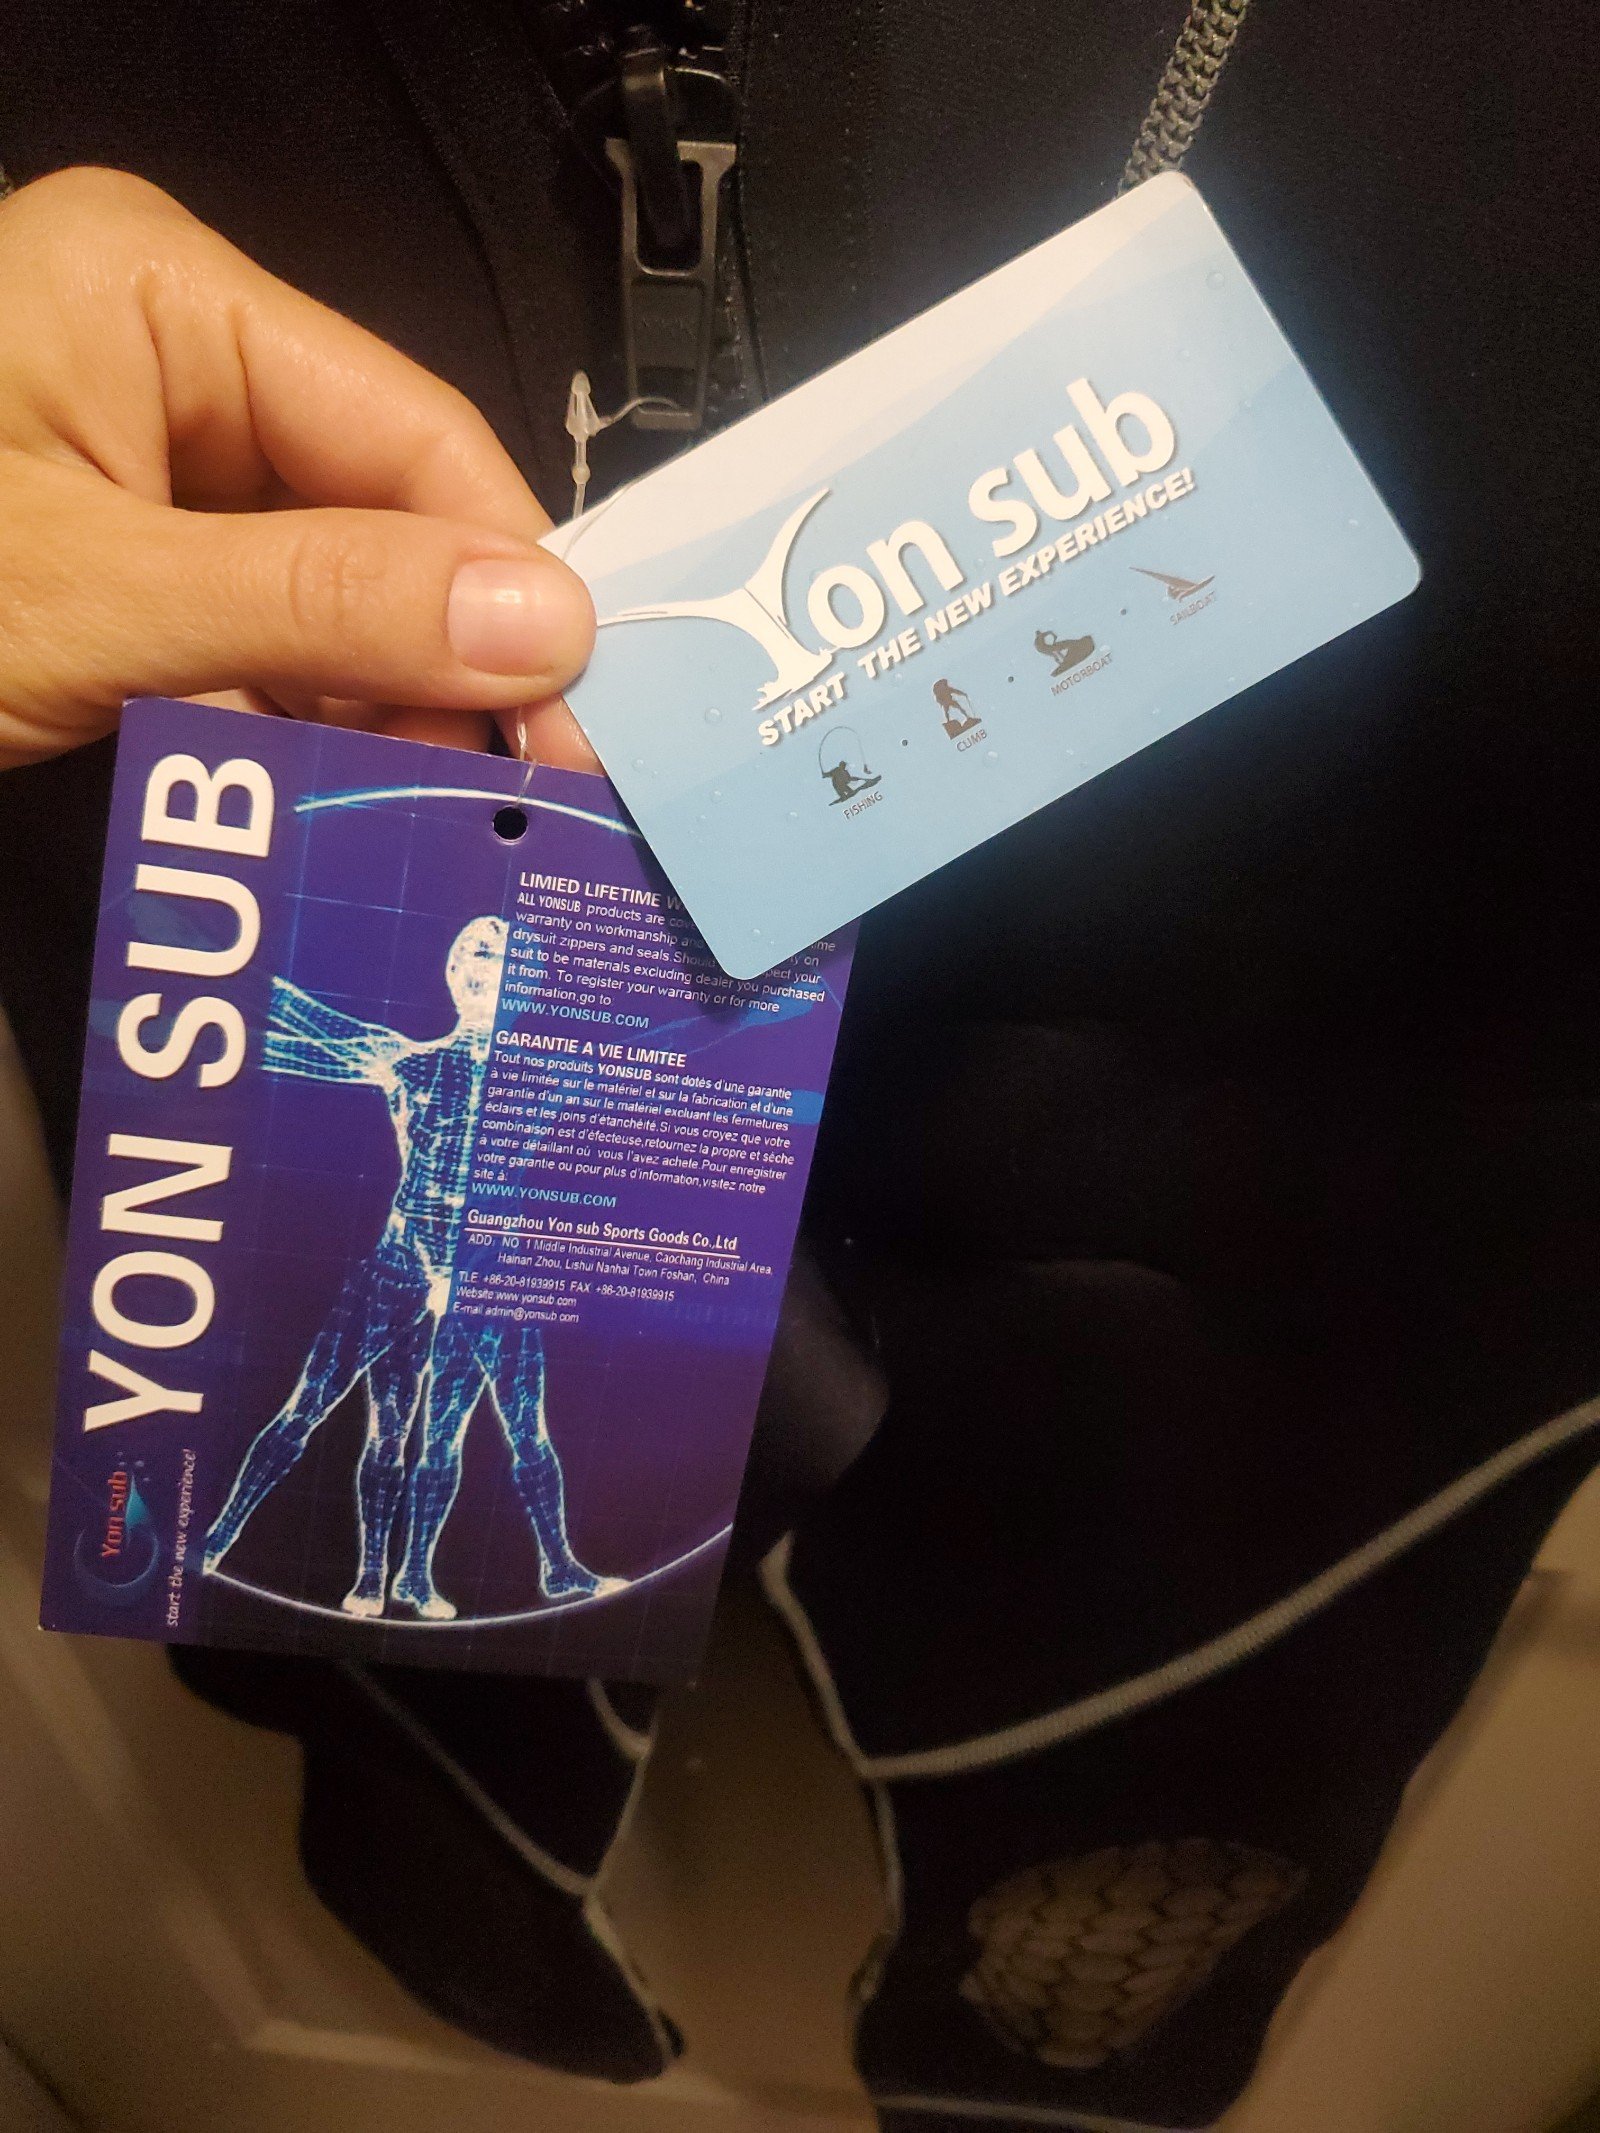 Yon sub
START THE NEW EXPERIENCE!
FISHING
CLIMB
MOTORBOAT
SAILBOAT
YON SUB
Yon sub
start the new experience!
LIMIED LIFETIME W
ALL YONSUB products are
warranty on workmanship and
drysuit zippers and seals.Should
suit to be materials excluding dealer you purchased
it from. To register your warranty or for more
information,go to
WWW.YONSUB.COM
GARANTIE A VIE LIMITEE
Tout nos produits YONSUB sont dotés d'une garantie
à vie limitée sur le matériel et sur la fabrication et d'une
garantie d'un an sur le matériel excluant les fermetures
éclairs et les joins d'étanchéité.Si vous croyez que votre
combinaison est d'éfecteuse,retournez la propre et sèche
à votre détaillant où vous l'avez achete.Pour enregistrer
votre garantie ou pour plus d'information,visitez notre
site à:
WWW.YONSUB.COM
Guangzhou Yon sub Sports Goods Co.,Ltd
ADD: NO 1 Middle Industrial Avenue, Caochang Industrial Area,
Hainan Zhou, Lishui Nanhai Town Foshan, China
TLE +86-20-81939915 FAX +86-20-81939915
Website:www.yonsub.com
E-mail:admin@yonsub.com